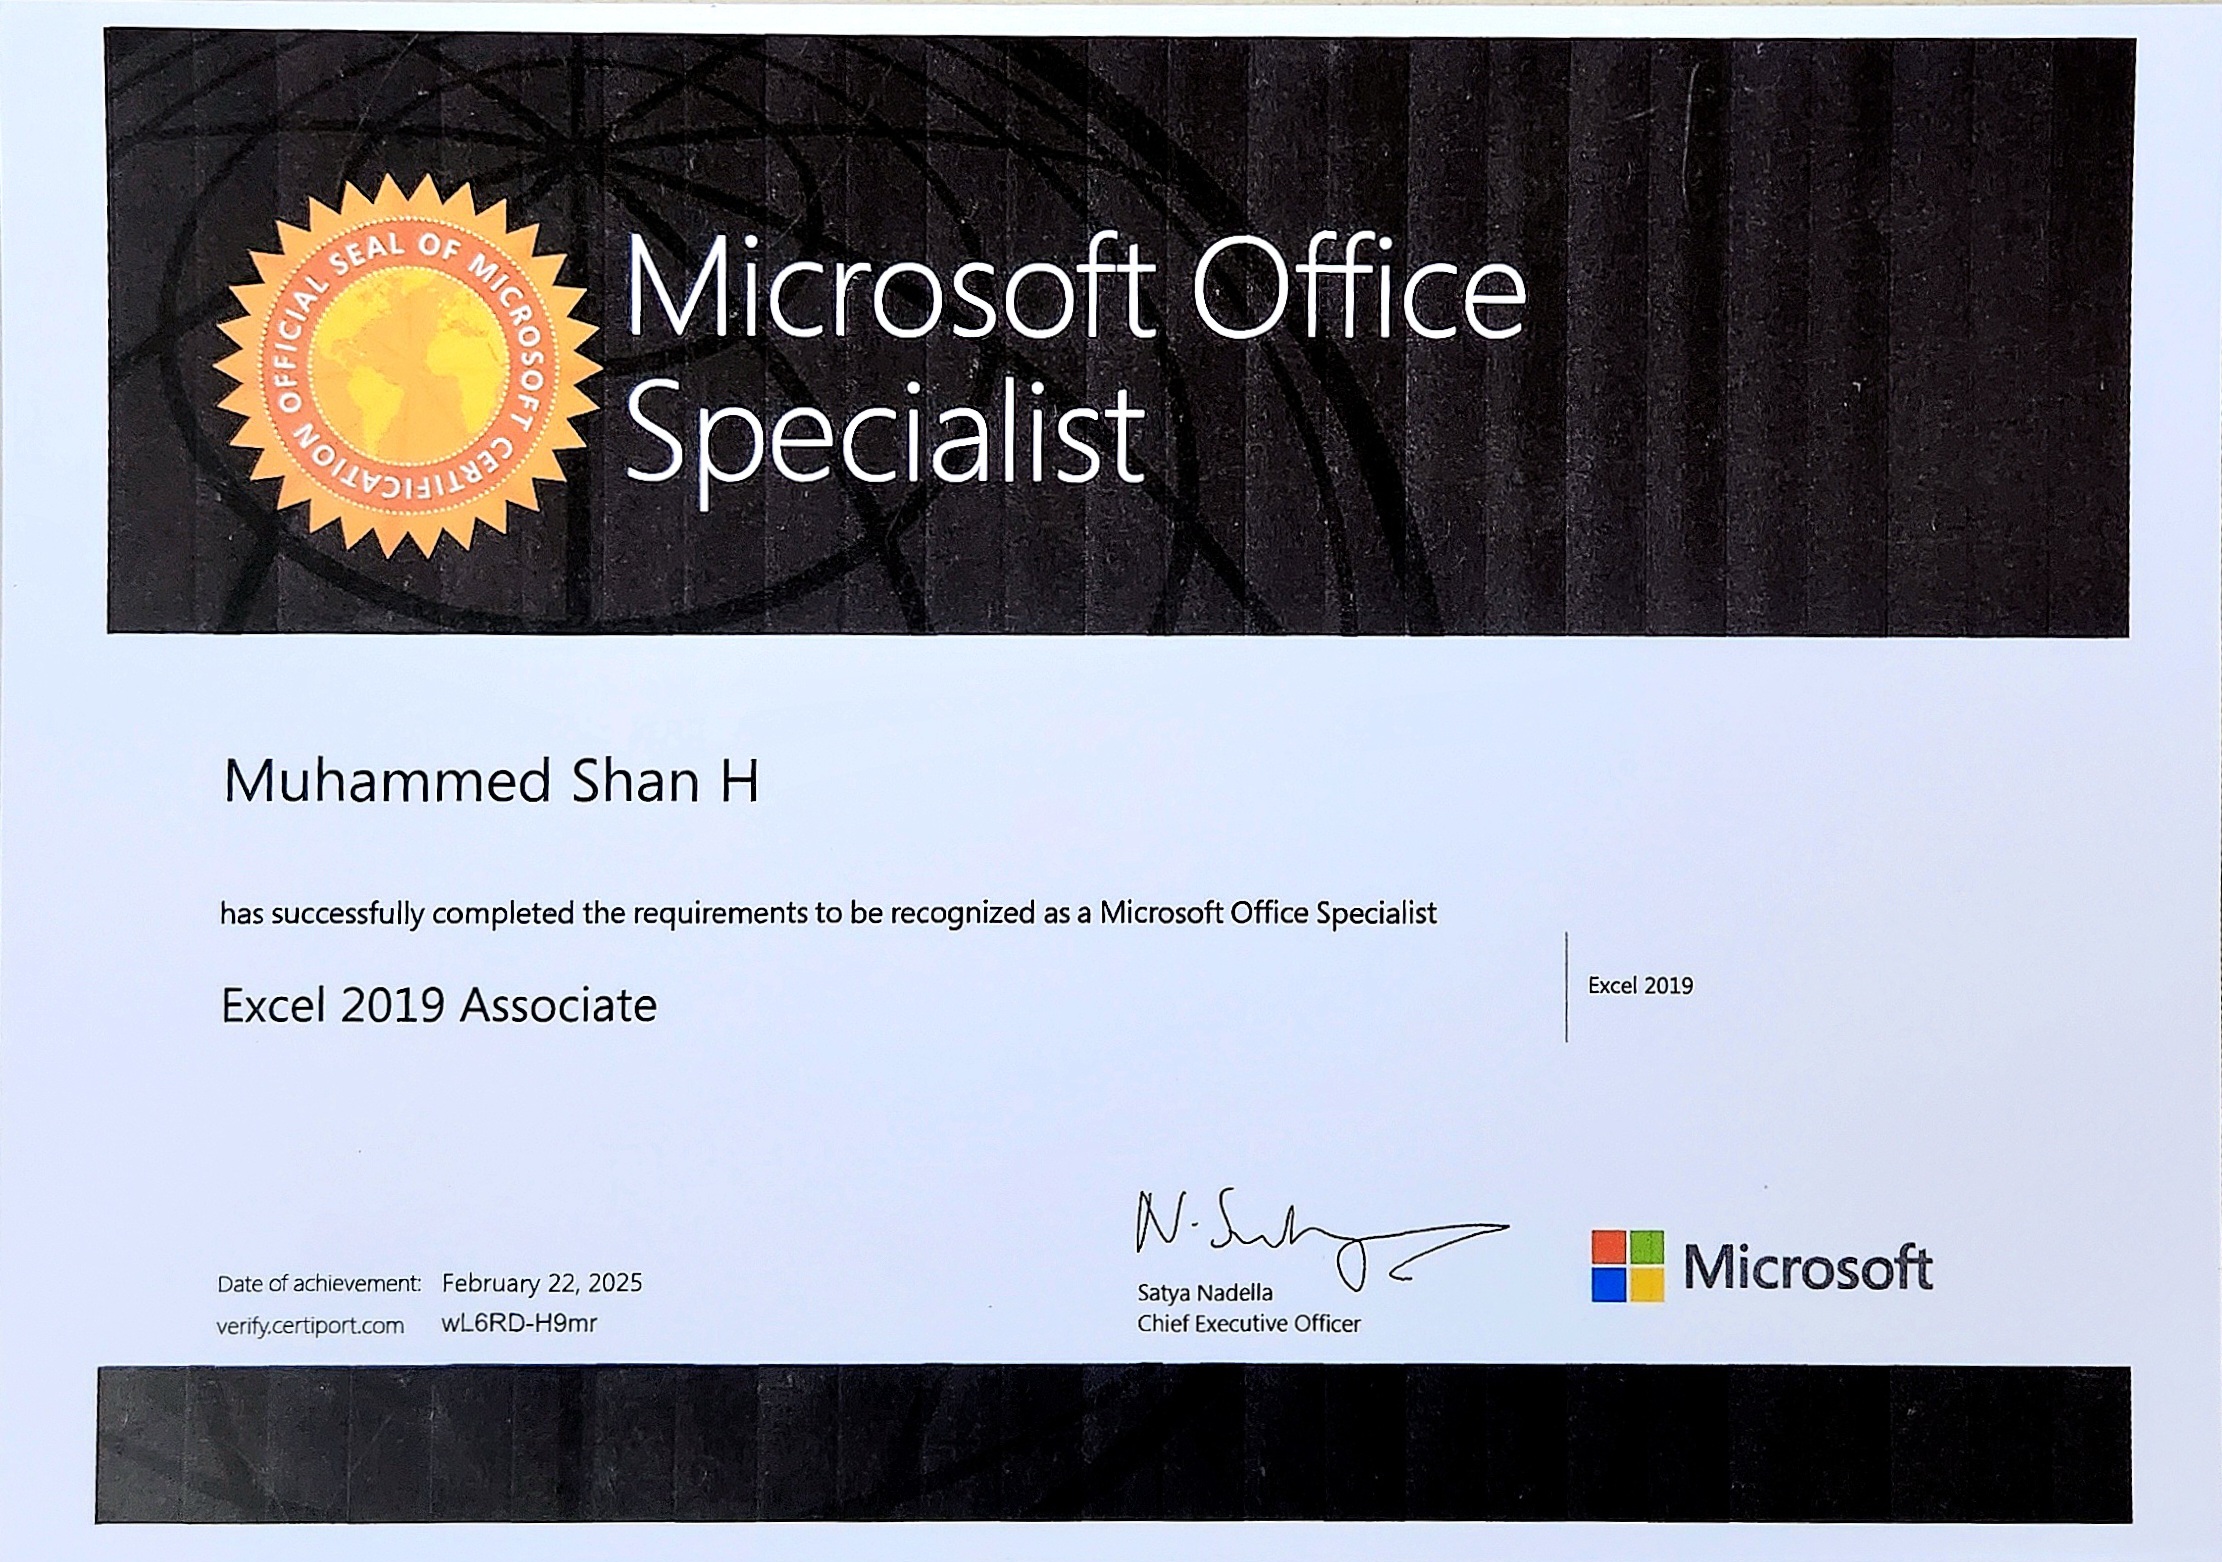 OFFICIAL SEAL OF MICROSOFT CERTIFICATION
Microsoft Office
Specialist
Muhammed Shan H
has successfully completed the requirements to be recognized as a Microsoft Office Specialist
Excel 2019 Associate
Excel 2019
N. Satya
Satya Nadella
Chief Executive Officer
Microsoft
Date of achievement: February 22, 2025
verify.certiport.com wL6RD-H9mr